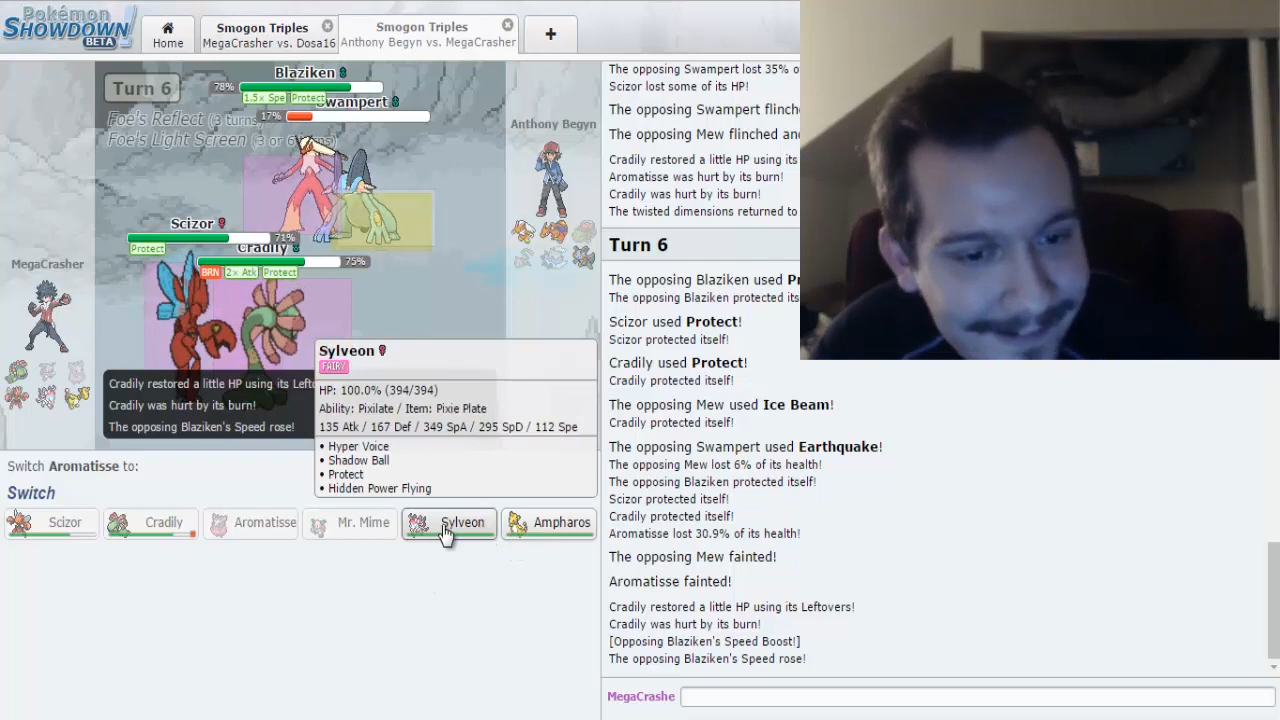 Pokémon
SHOWDOWN!
BETA
Home
Smogon Triples
MegaCrasher vs. Dosa16
Smogon Triples
Anthony Begyn vs. MegaCrasher
+
Turn 6
Foe's Reflect (3 turns)
Foe's Light Screen (3 or 6 turns)
Blaziken
78%
1.5× Spe Protect
Swampert
17%
Scizor
71%
Protect
Cradily
75%
BRN 2× Atk Protect
MegaCrasher
Anthony Begyn
Cradily restored a little HP using its Left
Cradily was hurt by its burn!
The opposing Blaziken's Speed rose!
Sylveon
FAIRY
HP: 100.0% (394/394)
Ability: Pixilate / Item: Pixie Plate
135 Atk / 167 Def / 349 SpA / 295 SpD / 112 Spe
• Hyper Voice
• Shadow Ball
• Protect
• Hidden Power Flying
Switch Aromatisse to:
Switch
Scizor
Cradily
Aromatisse
Mr. Mime
Sylveon
Ampharos
The opposing Swampert lost 35% o
Scizor lost some of its HP!
The opposing Swampert flinch
The opposing Mew flinched an
Cradily restored a little HP using its
Aromatisse was hurt by its burn!
Cradily was hurt by its burn!
The twisted dimensions returned to
Turn 6
The opposing Blaziken used P
The opposing Blaziken protected its
Scizor used Protect!
Scizor protected itself!
Cradily used Protect!
Cradily protected itself!
The opposing Mew used Ice Beam!
Cradily protected itself!
The opposing Swampert used Earthquake!
The opposing Mew lost 6% of its health!
The opposing Blaziken protected itself!
Scizor protected itself!
Cradily protected itself!
Aromatisse lost 30.9% of its health!
The opposing Mew fainted!
Aromatisse fainted!
Cradily restored a little HP using its Leftovers!
Cradily was hurt by its burn!
[Opposing Blaziken's Speed Boost!]
The opposing Blaziken's Speed rose!
MegaCrashe